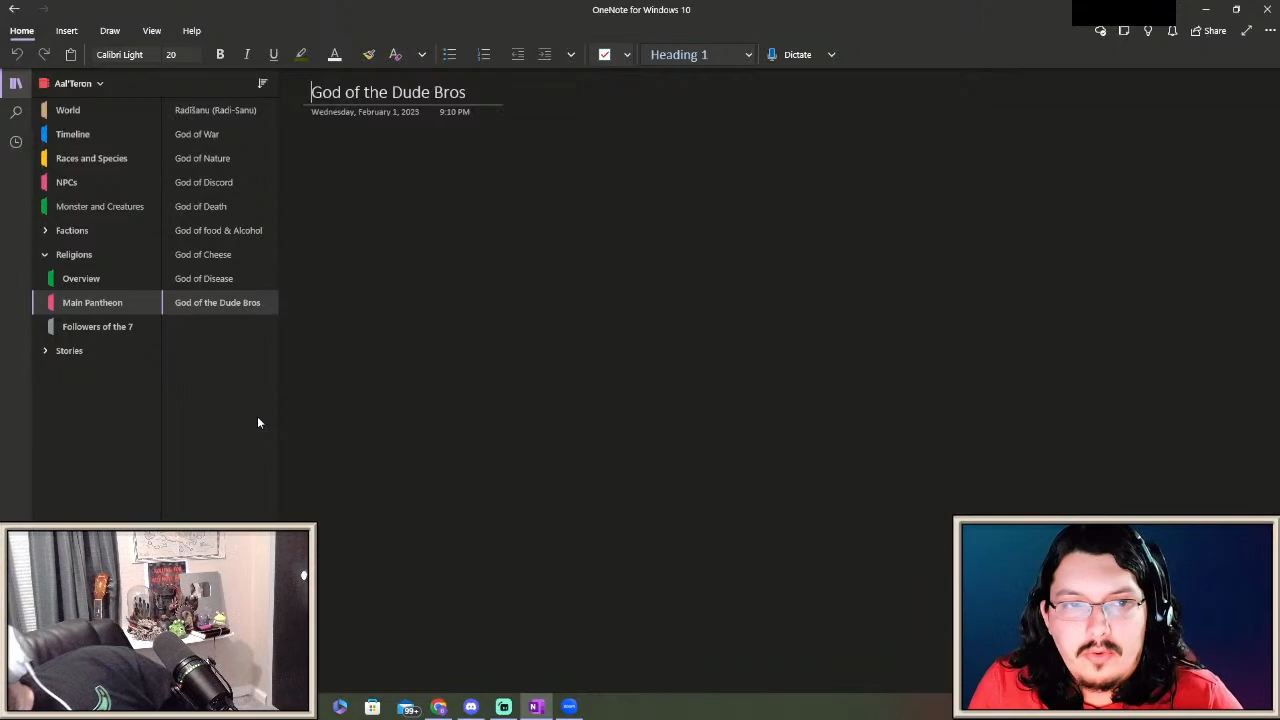 OneNote for Windows 10
Home
Insert
Draw
View
Help
Share
Calibri Light
20
B
I
U
A
Heading 1
Dictate
Aal'Teron
World
Timeline
Races and Species
NPCs
Monster and Creatures
Factions
Religions
Overview
Main Pantheon
Followers of the 7
Stories
Radišanu (Radi-Sanu)
God of War
God of Nature
God of Discord
God of Death
God of food & Alcohol
God of Cheese
God of Disease
God of the Dude Bros
God of the Dude Bros
Wednesday, February 1, 2023 9:10 PM
99+